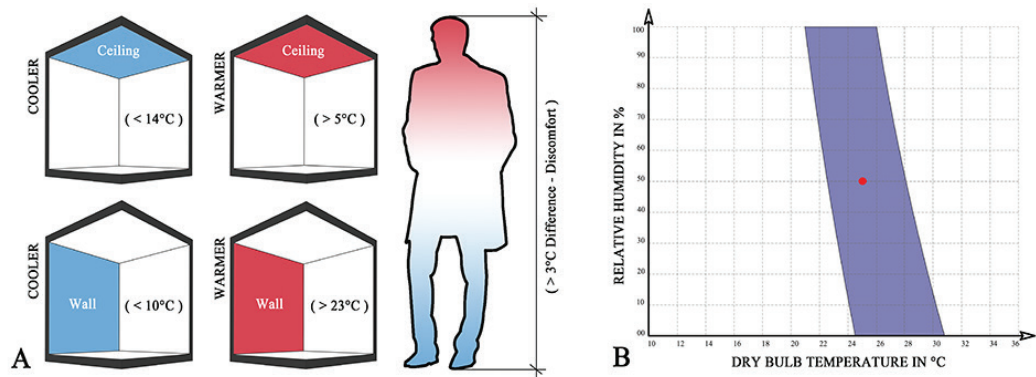 A
COOLER
Ceiling
( < 14°C )
WARMER
Ceiling
( > 5°C )
COOLER
Wall
( < 10°C )
WARMER
Wall
( > 23°C )
( > 3°C Difference - Discomfort )
B
RELATIVE HUMIDITY IN %
100
90
80
70
60
50
40
30
20
10
00
10 12 14 16 18 20 22 24 26 28 30 32 34 36
DRY BULB TEMPERATURE IN °C